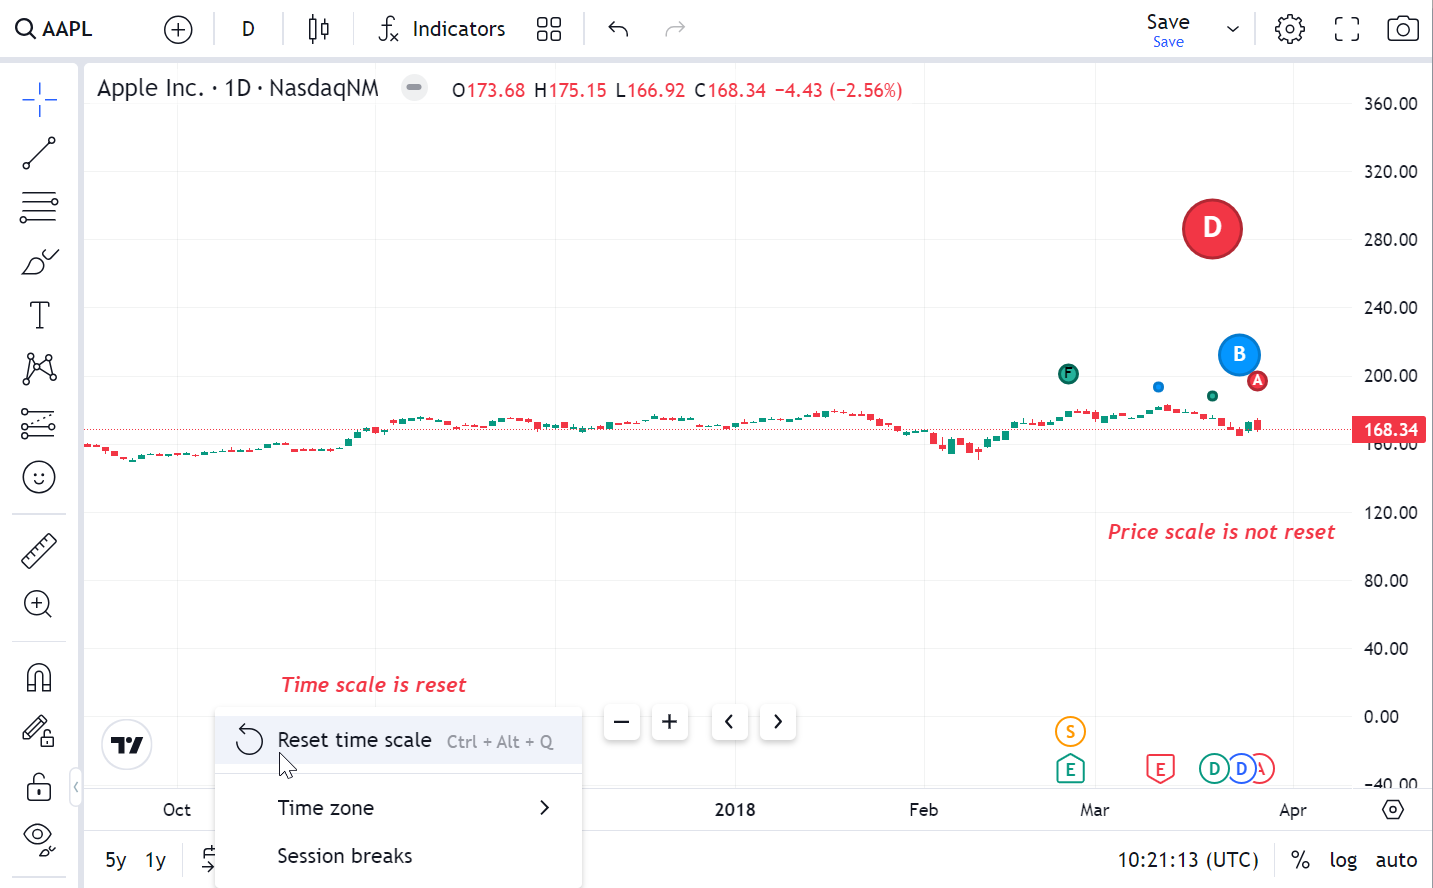 AAPL
D
Indicators
Save
Save
Apple Inc. · 1D · NasdaqNM
O173.68 H175.15 L166.92 C168.34 −4.43 (−2.56%)
360.00
320.00
280.00
240.00
200.00
168.34
160.00
120.00
80.00
40.00
0.00
−40.00
D
B
A
F
Price scale is not reset
Time scale is reset
Reset time scale Ctrl + Alt + Q
Time zone
Session breaks
S
E
E
D
D
A
Oct
2018
Feb
Mar
Apr
5y
1y
10:21:13 (UTC)
%
log
auto